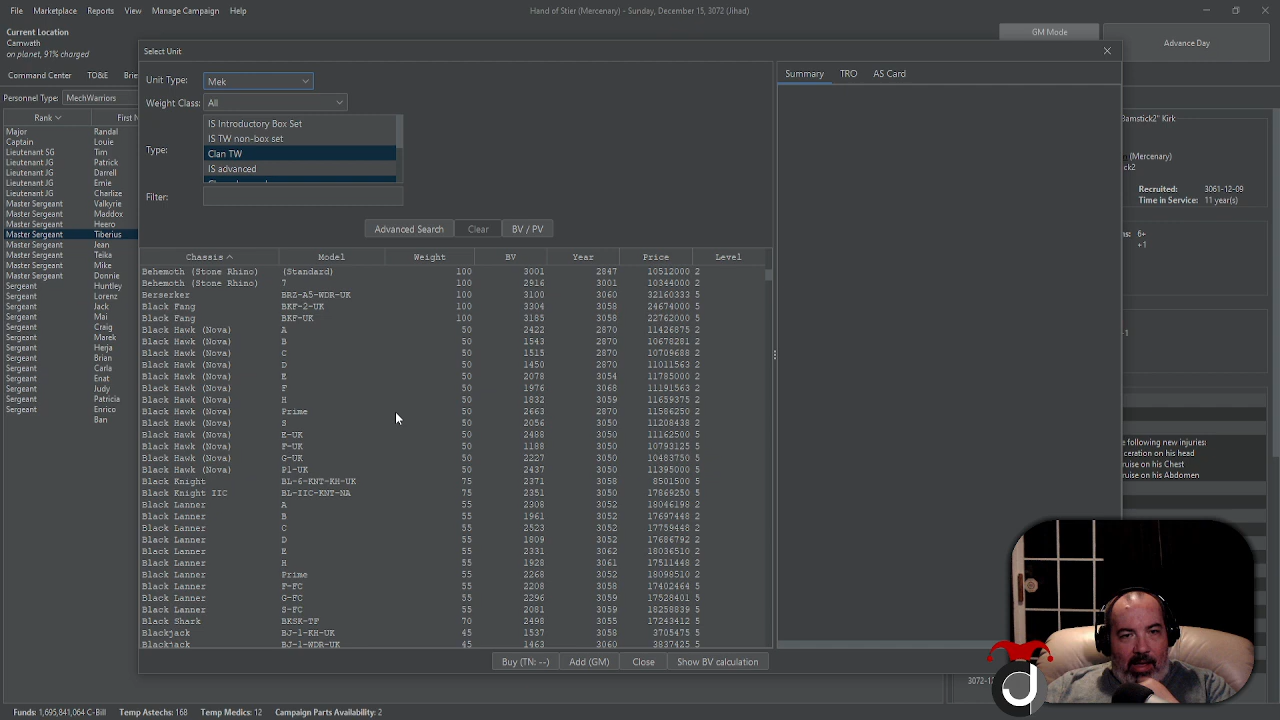 File Marketplace Reports View Manage Campaign Help
Hand of Stier (Mercenary) - Sunday, December 15, 3072 (Jihad)
Current Location
Carnwath
on planet, 91% charged
GM Mode
Advance Day
Command Center TO&E Brie
Personnel Type: MechWarriors
Rank First N
Major Randal
Captain Louie
Lieutenant SG Tim
Lieutenant JG Patrick
Lieutenant JG Darrell
Lieutenant JG Ernie
Lieutenant JG Charlize
Master Sergeant Valkyrie
Master Sergeant Maddox
Master Sergeant Heero
Master Sergeant Tiberius
Master Sergeant Jean
Master Sergeant Teika
Master Sergeant Mike
Master Sergeant Donnie
Sergeant Huntley
Sergeant Lorenz
Sergeant Jack
Sergeant Mai
Sergeant Craig
Sergeant Marek
Sergeant Herja
Sergeant Brian
Sergeant Carla
Sergeant Enat
Sergeant Judy
Sergeant Patricia
Sergeant Enrico
Ban
Select Unit
Unit Type: Mek
Weight Class: All
Type:
IS Introductory Box Set
IS TW non-box set
Clan TW
IS advanced
Filter:
Advanced Search Clear BV / PV
Chassis Model Weight BV Year Price Level
Behemoth (Stone Rhino) (Standard) 100 3001 2847 10512000 2
Behemoth (Stone Rhino) 7 100 2916 3001 10344000 2
Berserker BRZ-A5-WDR-UK 100 3100 3060 32160333 5
Black Fang BKF-2-UK 100 3304 3058 24674000 5
Black Fang BKF-UK 100 3185 3058 22762000 5
Black Hawk (Nova) A 50 2422 2870 11426875 2
Black Hawk (Nova) B 50 1543 2870 10678281 2
Black Hawk (Nova) C 50 1515 2870 10709688 2
Black Hawk (Nova) D 50 1450 2870 11011563 2
Black Hawk (Nova) E 50 2078 3054 11785000 2
Black Hawk (Nova) F 50 1976 3068 11191563 2
Black Hawk (Nova) H 50 1832 3059 11659375 2
Black Hawk (Nova) Prime 50 2663 2870 11586250 2
Black Hawk (Nova) S 50 2056 3050 11208438 2
Black Hawk (Nova) E-UK 50 2488 3050 11162500 5
Black Hawk (Nova) F-UK 50 1188 3050 10793125 5
Black Hawk (Nova) G-UK 50 2227 3050 10483750 5
Black Hawk (Nova) P1-UK 50 2437 3050 11395000 5
Black Knight BL-6-KNT-KH-UK 75 2371 3058 8501500 5
Black Knight IIC BL-IIC-KNT-NA 75 2351 3050 17869250 5
Black Lanner A 55 2308 3052 18046198 2
Black Lanner B 55 1961 3052 17697448 2
Black Lanner C 55 2523 3052 17759448 2
Black Lanner D 55 1809 3052 17686792 2
Black Lanner E 55 2331 3062 18036510 2
Black Lanner H 55 1928 3061 17511448 2
Black Lanner Prime 55 2268 3052 18098510 2
Black Lanner F-FC 55 2208 3058 17402464 5
Black Lanner G-FC 55 2296 3059 17528401 5
Black Lanner S-FC 55 2081 3059 18258839 5
Black Shark BKSK-TF 70 2498 3055 17243412 5
Blackjack BJ-1-KH-UK 45 1537 3058 3705475 5
Blackjack BJ-1-WDR-UK 45 1463 3060 3837425 5
Buy (TN: --) Add (GM) Close Show BV calculation
Summary TRO AS Card
Bamstick2" Kirk
(Mercenary)
ck2
Recruited: 3061-12-09
Time in Service: 11 year(s)
ms: 6+
+1
-1
e following new injuries:
ceration on his head
ruise on his Chest
ruise on his Abdomen
3072-1
Funds: 1,695,841,064 C-Bill Temp Astechs: 168 Temp Medics: 12 Campaign Parts Availability: 2